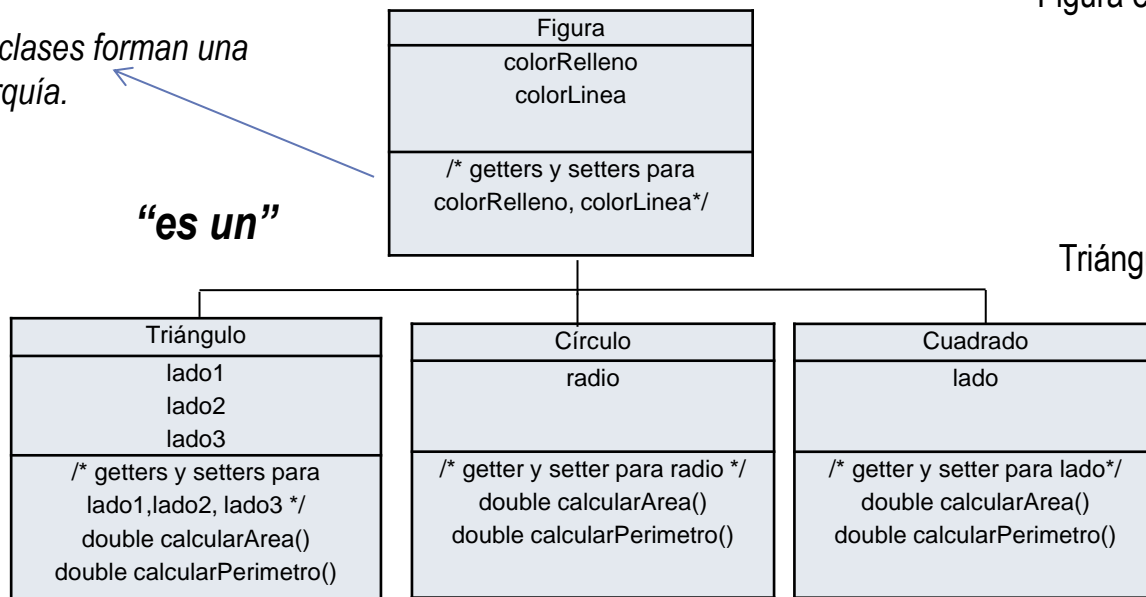 Figura
clases forman una
rquía.
"es un"
Figura
colorRelleno
colorLinea
/* getters y setters para
colorRelleno, colorLinea*/
Triáng
Triángulo
lado1
lado2
lado3
/* getters y setters para
lado1,lado2, lado3 */
double calcularArea()
double calcularPerimetro()
Círculo
radio
/* getter y setter para radio */
double calcularArea()
double calcularPerimetro()
Cuadrado
lado
/* getter y setter para lado*/
double calcularArea()
double calcularPerimetro()